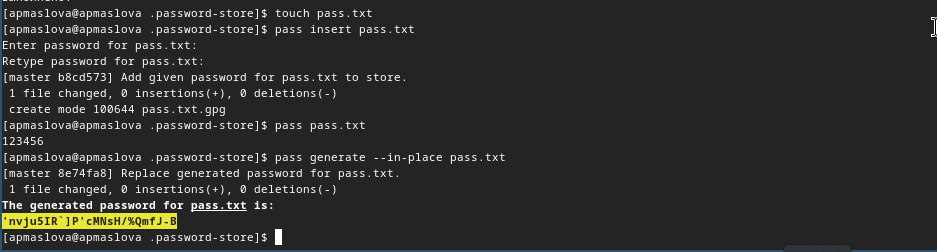 [apmaslova@apmaslova .password-store]$ touch pass.txt
[apmaslova@apmaslova .password-store]$ pass insert pass.txt
Enter password for pass.txt:
Retype password for pass.txt:
[master b8cd573] Add given password for pass.txt to store.
 1 file changed, 0 insertions(+), 0 deletions(-)
 create mode 100644 pass.txt.gpg
[apmaslova@apmaslova .password-store]$ pass pass.txt
123456
[apmaslova@apmaslova .password-store]$ pass generate --in-place pass.txt
[master 8e74fa8] Replace generated password for pass.txt.
 1 file changed, 0 insertions(+), 0 deletions(-)
The generated password for pass.txt is:
'nvju5IR`]P'cMNsH/%QmfJ-B
[apmaslova@apmaslova .password-store]$